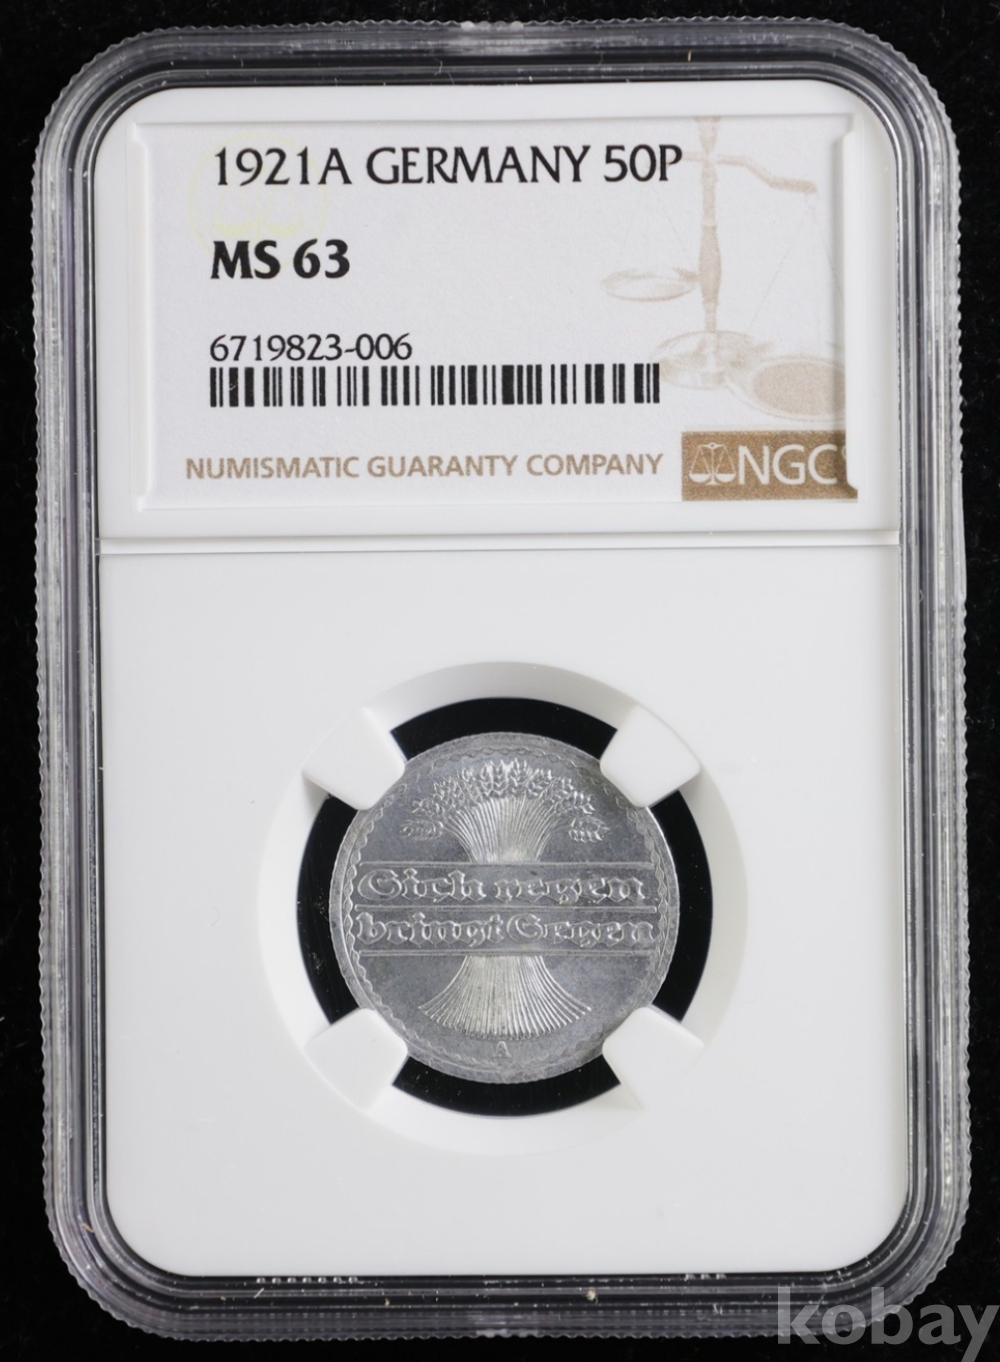 1921A GERMANY 50P
MS 63
6719823-006
NUMISMATIC GUARANTY COMPANY
NGC
Sich regen
bringt Segen
A
kobay